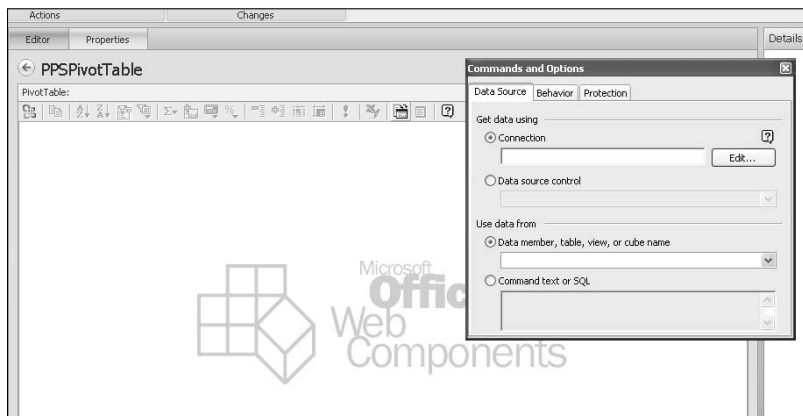 Actions Changes
Editor Properties Details
PPSPivotTable
PivotTable:
Commands and Options
Data Source Behavior Protection
Get data using
Connection
Edit...
Data source control
Use data from
Data member, table, view, or cube name
Command text or SQL
Microsoft
Offic
Web
Components